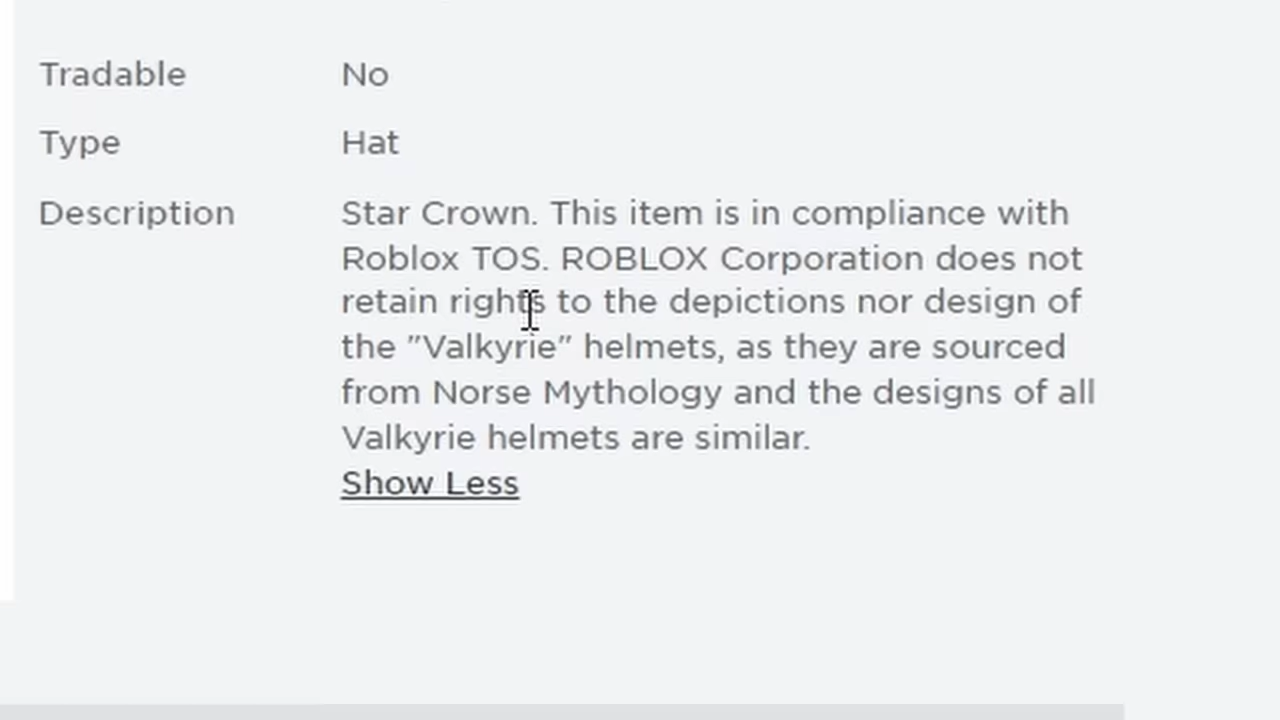 Tradable No
Type Hat
Description Star Crown. This item is in compliance with
Roblox TOS. ROBLOX Corporation does not
retain rights to the depictions nor design of
the "Valkyrie" helmets, as they are sourced
from Norse Mythology and the designs of all
Valkyrie helmets are similar.
Show Less